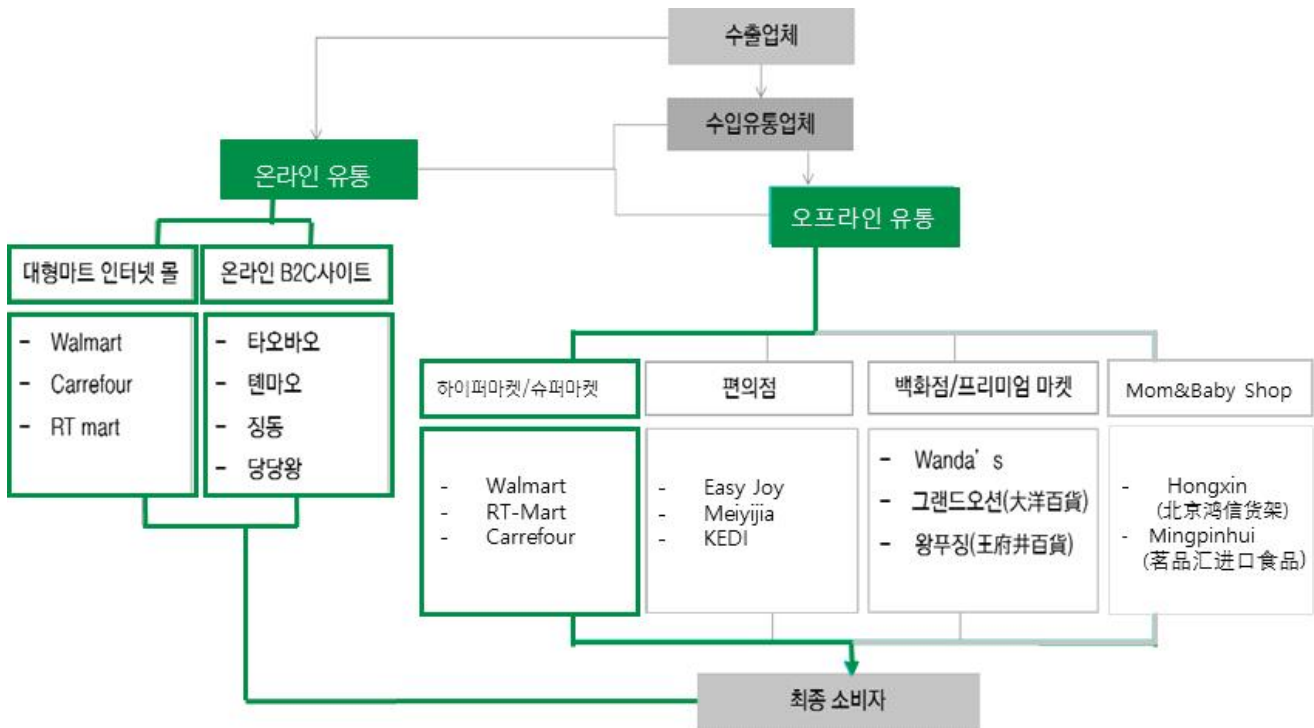 수출업체
수입유통업체
온라인 유통
오프라인 유통
대형마트 인터넷 몰
- Walmart
- Carrefour
- RT mart
온라인 B2C사이트
- 타오바오
- 톈마오
- 징동
- 당당왕
하이퍼마켓/슈퍼마켓
- Walmart
- RT-Mart
- Carrefour
편의점
- Easy Joy
- Meiyijia
- KEDI
백화점/프리미엄 마켓
- Wanda's
- 그랜드오션(大洋百貨)
- 왕푸징(王府井百貨)
Mom&Baby Shop
- Hongxin
(北京鸿信货架)
- Mingpinhui
(茗品汇进口食品)
최종 소비자